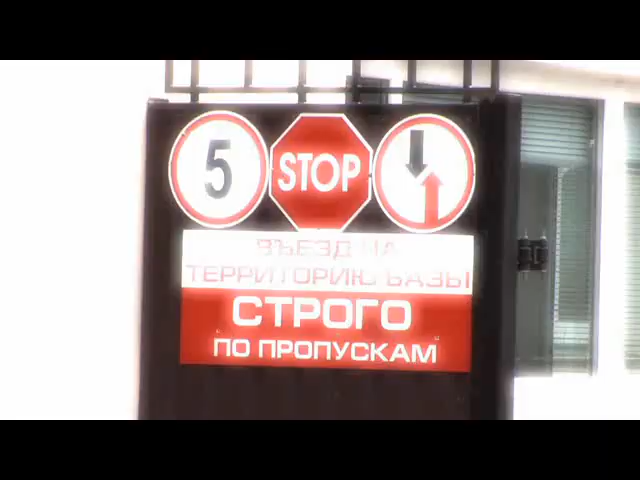 5
STOP
ВЪЕЗД НА
ТЕРРИТОРИЮ БАЗЫ
СТРОГО
ПО ПРОПУСКАМ